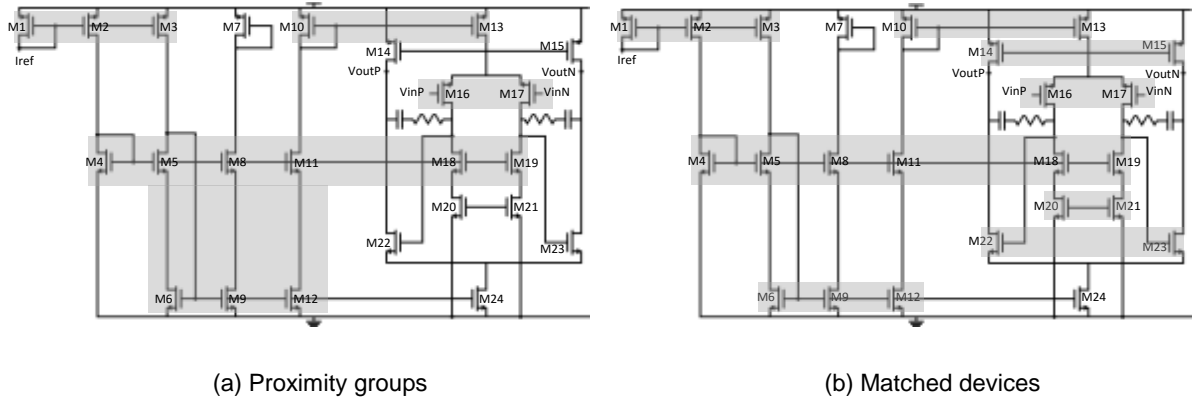 M1 M2 M3 M7 M10 M13
Iref M14 M15
VoutP VoutN
VinP M16 M17 VinN
M4 M5 M8 M11 M18 M19
M20 M21
M22 M23
M6 M9 M12 M24
(a) Proximity groups
M1 M2 M3 M7 M10 M13
Iref M14 M15
VoutP VoutN
VinP M16 M17 VinN
M4 M5 M8 M11 M18 M19
M20 M21
M22 M23
M6 M9 M12 M24
(b) Matched devices